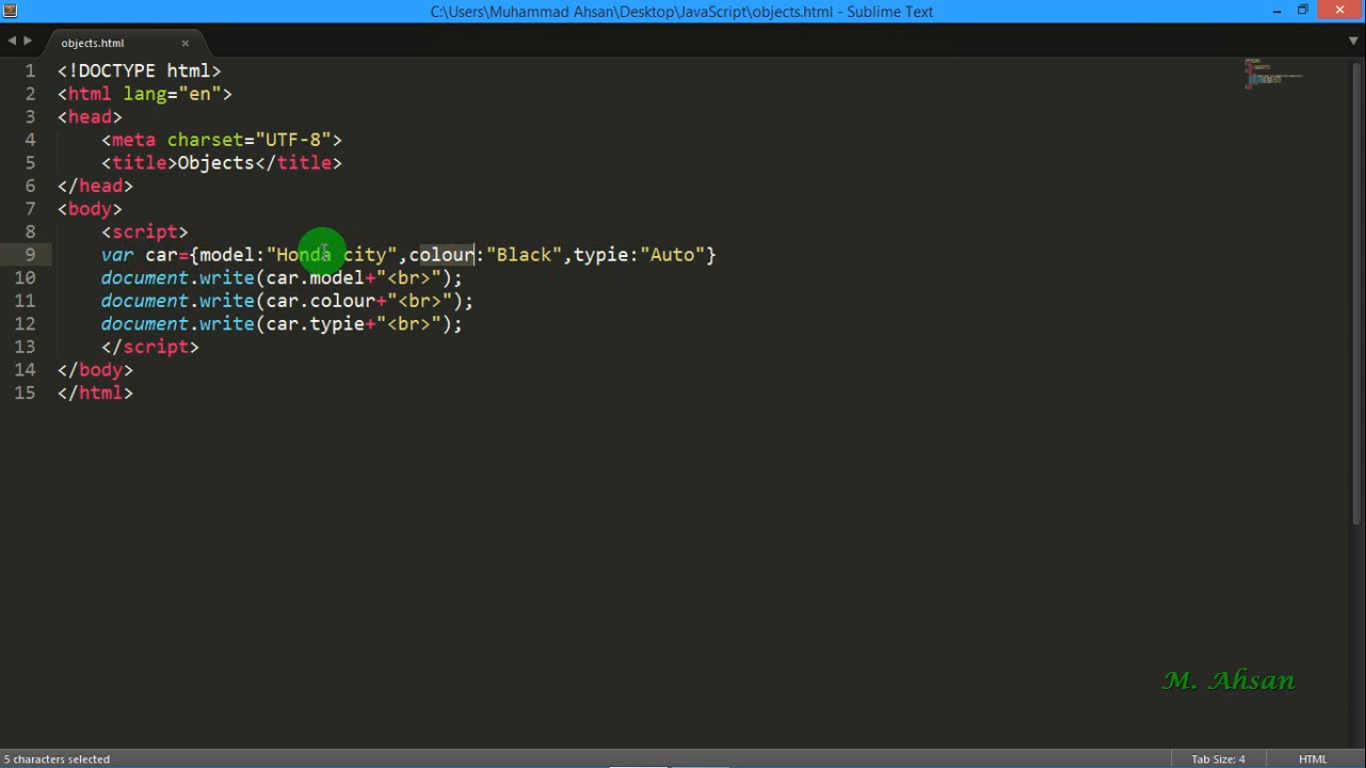 C:\Users\Muhammad Ahsan\Desktop\JavaScript\objects.html - Sublime Text
objects.html
1 <!DOCTYPE html>
2 <html lang="en">
3 <head>
4 <meta charset="UTF-8">
5 <title>Objects</title>
6 </head>
7 <body>
8 <script>
9 var car={model:"Honda city",colour:"Black",typie:"Auto"}
10 document.write(car.model+"<br>");
11 document.write(car.colour+"<br>");
12 document.write(car.typie+"<br>");
13 </script>
14 </body>
15 </html>
M. Ahsan
5 characters selected
Tab Size: 4
HTML